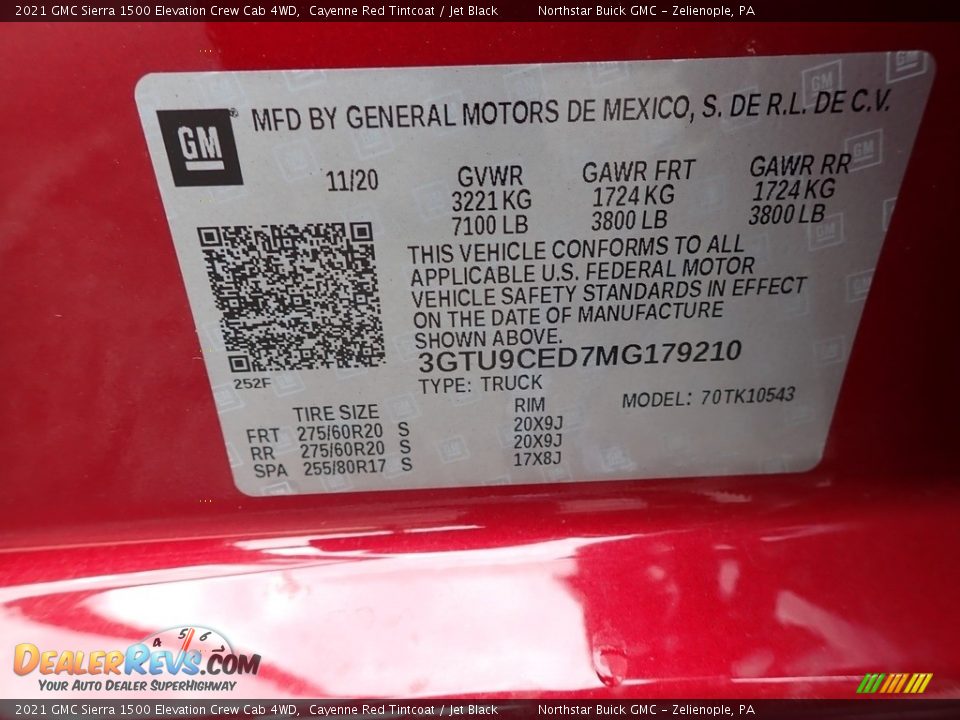 2021 GMC Sierra 1500 Elevation Crew Cab 4WD,  Cayenne Red Tintcoat / Jet Black  Northstar Buick GMC - Zelienople, PA
GM
® MFD BY GENERAL MOTORS DE MEXICO, S. DE R.L. DE C.V.
11/20 GVWR GAWR FRT GAWR RR
3221 KG 1724 KG 1724 KG
7100 LB 3800 LB 3800 LB
THIS VEHICLE CONFORMS TO ALL
APPLICABLE U.S. FEDERAL MOTOR
VEHICLE SAFETY STANDARDS IN EFFECT
ON THE DATE OF MANUFACTURE
SHOWN ABOVE.
3GTU9CED7MG179210
252F
TYPE: TRUCK MODEL: 70TK10543
TIRE SIZE RIM
FRT 275/60R20 S 20X9J
RR 275/60R20 S 20X9J
SPA 255/80R17 S 17X8J
4 5 6
DEALERREVS.COM
YOUR AUTO DEALER SUPERHIGHWAY
2021 GMC Sierra 1500 Elevation Crew Cab 4WD,  Cayenne Red Tintcoat / Jet Black  Northstar Buick GMC - Zelienople, PA